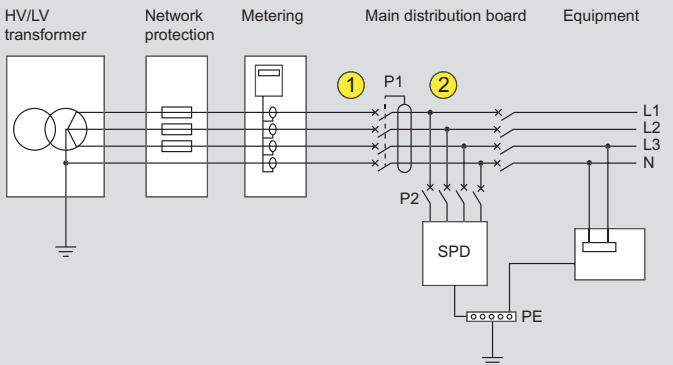 HV/LV
transformer
Network
protection
Metering
Main distribution board
Equipment
1
P1
2
L1
L2
L3
N
P2
SPD
PE